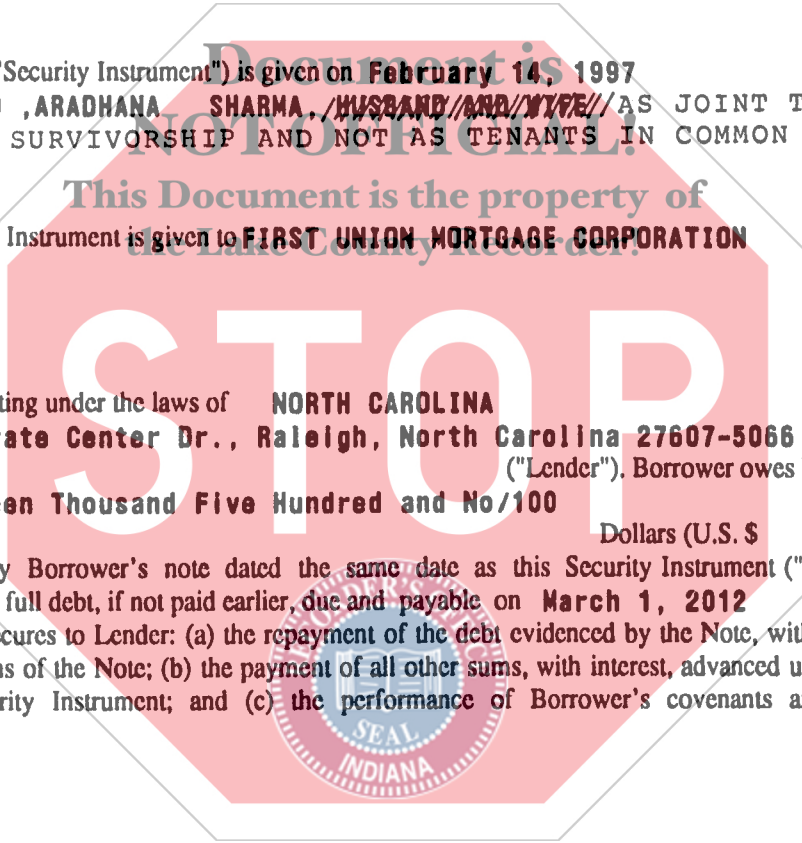 Document is
"Security Instrument") is given on February 14, 1997
,ARADHANA SHARMA,/HUSBAND/AND/WIFE//AS JOINT T
SURVIVORSHIP AND NOT AS TENANTS IN COMMON
NOT OFFICIAL!
This Document is the property of
Instrument is given to FIRST UNION MORTGAGE CORPORATION
the Lake County Recorder!
STOP
ting under the laws of NORTH CAROLINA
ate Center Dr., Raleigh, North Carolina 27607-5066
("Lender"). Borrower owes
en Thousand Five Hundred and No/100
Dollars (U.S. $
y Borrower's note dated the same date as this Security Instrument ("
full debt, if not paid earlier, due and payable on March 1, 2012
cures to Lender: (a) the repayment of the debt evidenced by the Note, with
ns of the Note; (b) the payment of all other sums, with interest, advanced u
rity Instrument; and (c) the performance of Borrower's covenants a
SEAL
INDIANA